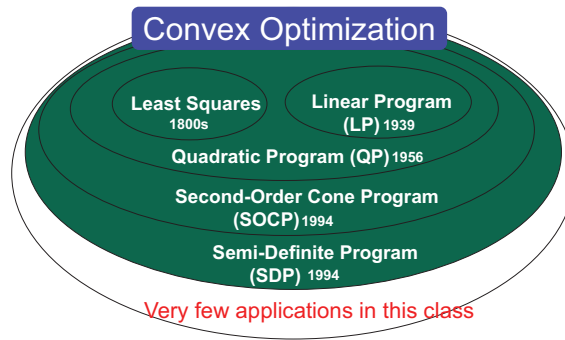 Convex Optimization
Least Squares
1800s
Linear Program
(LP) 1939
Quadratic Program (QP) 1956
Second-Order Cone Program
(SOCP) 1994
Semi-Definite Program
(SDP) 1994
Very few applications in this class